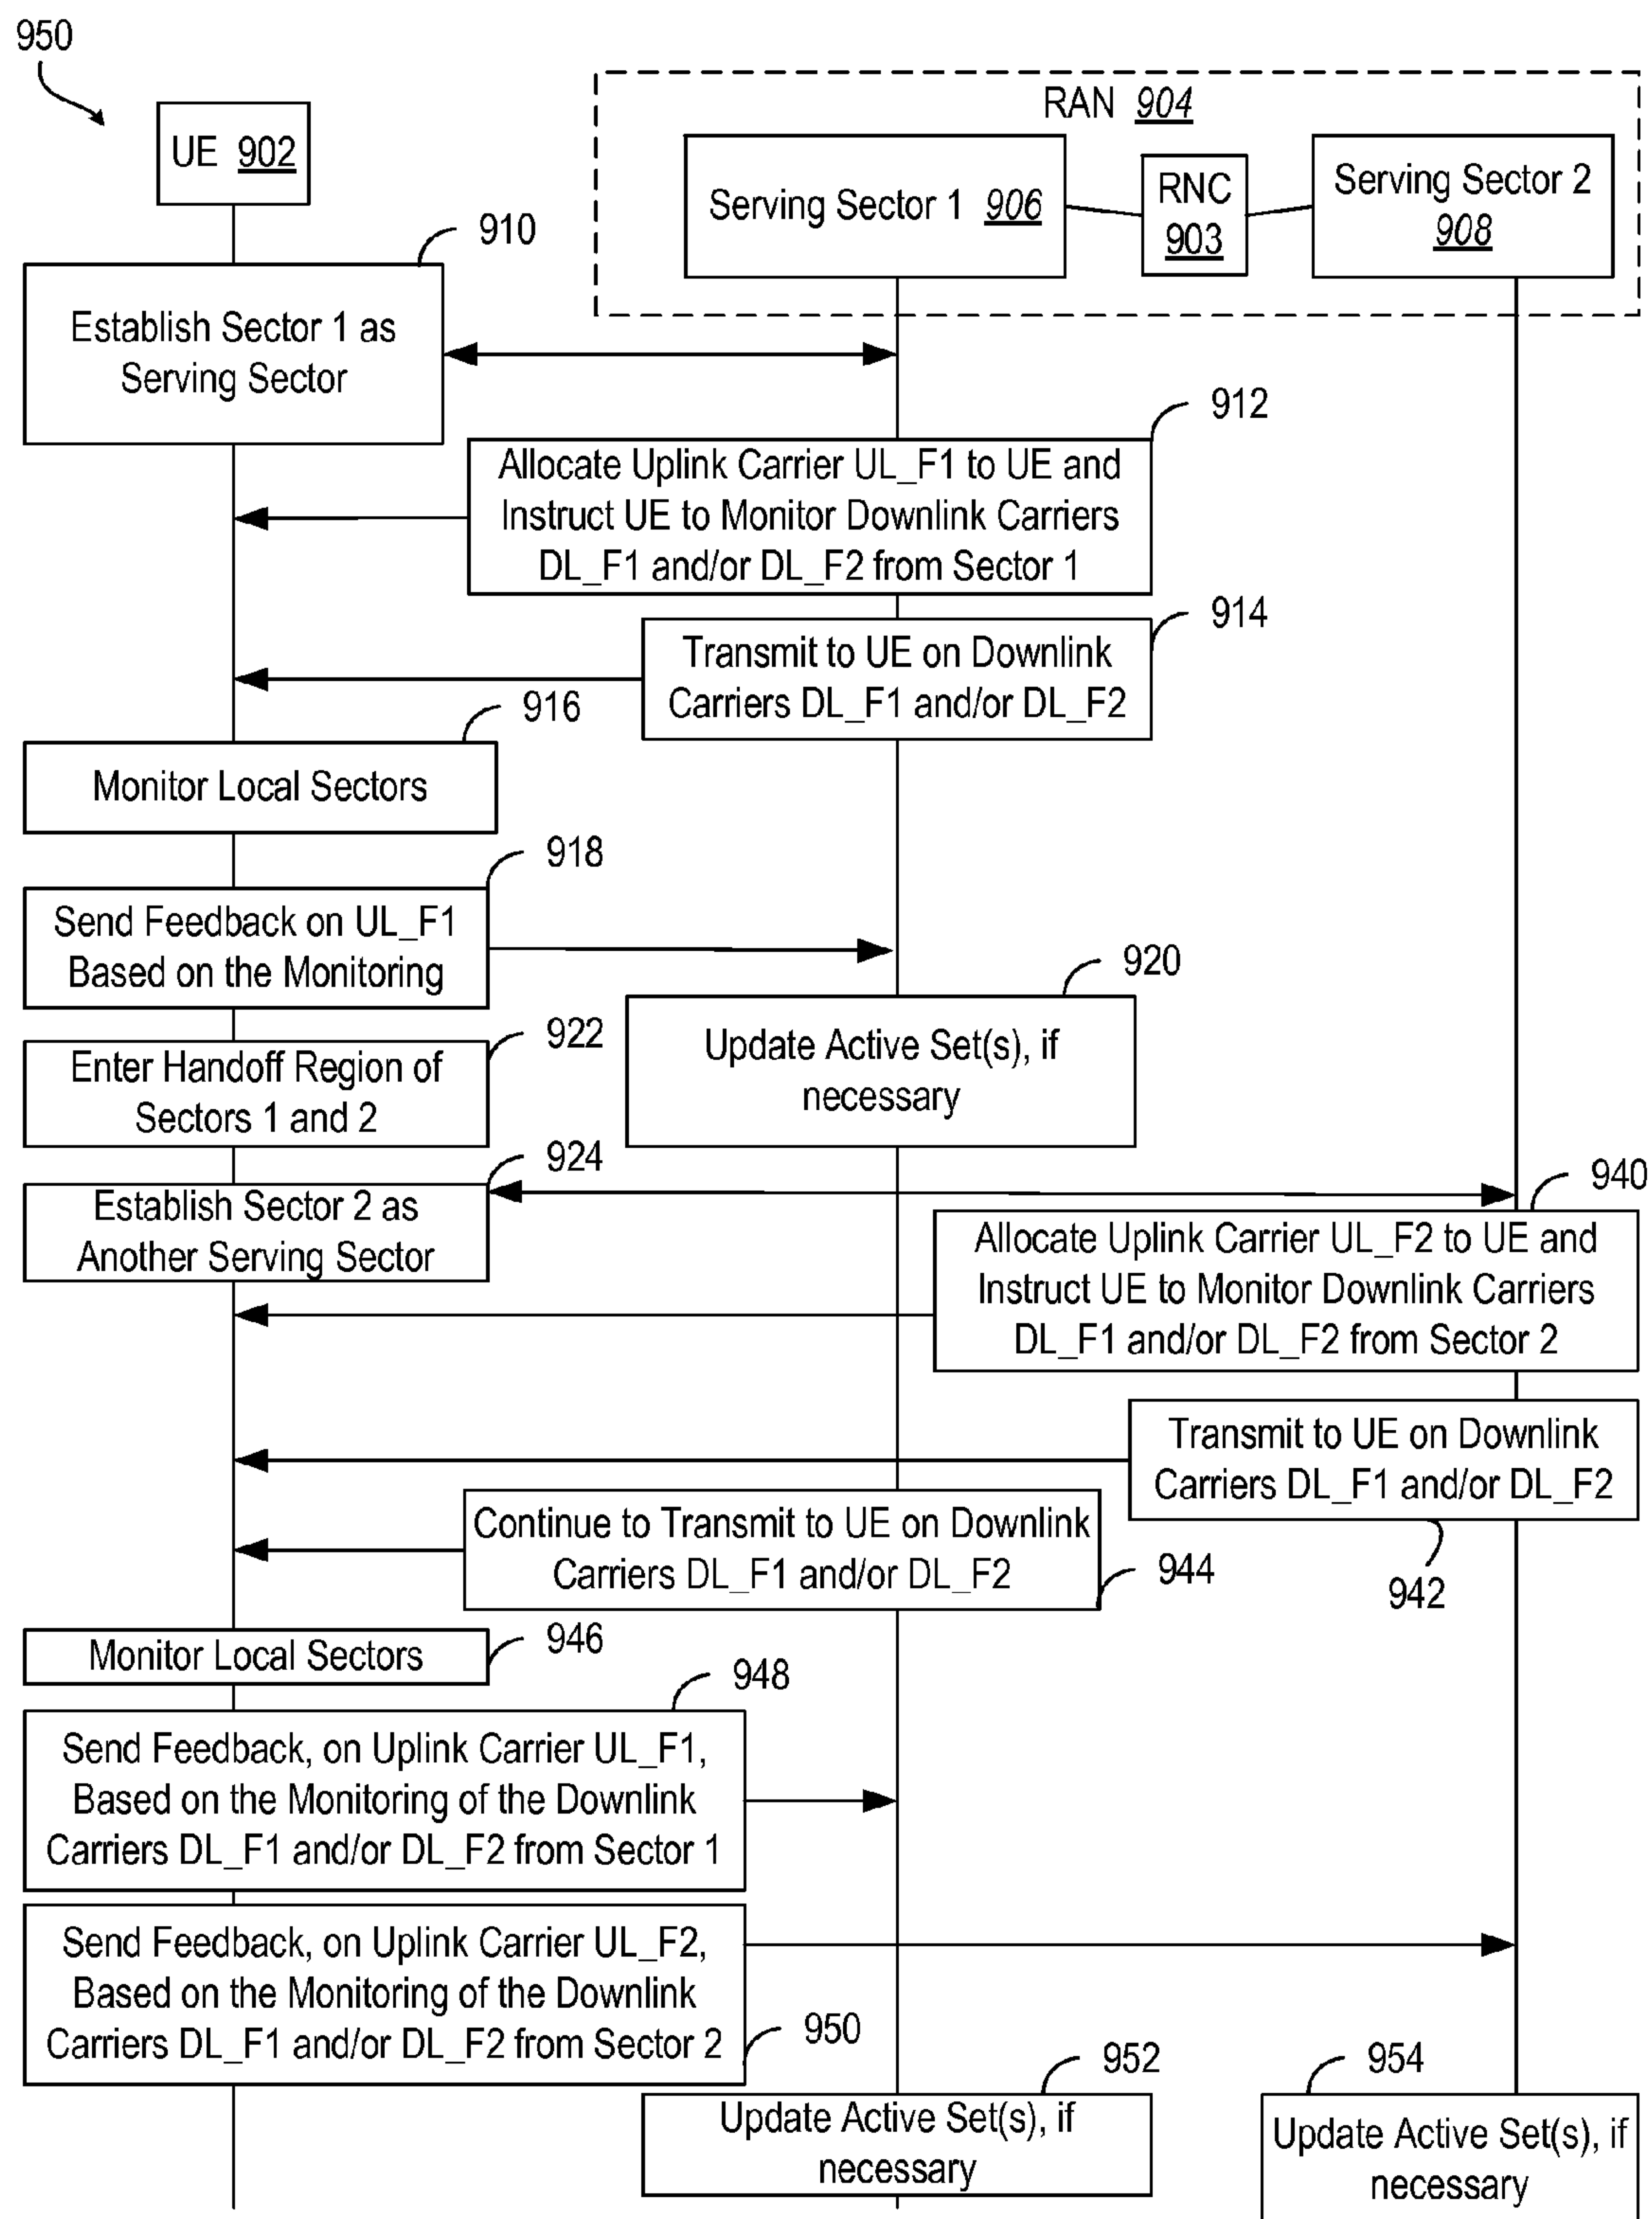 950
RAN 904
UE 902
Serving Sector 1 906
RNC
903
Serving Sector 2
908
910
Establish Sector 1 as
Serving Sector
912
Allocate Uplink Carrier UL_F1 to UE and
Instruct UE to Monitor Downlink Carriers
DL_F1 and/or DL_F2 from Sector 1
914
Transmit to UE on Downlink
Carriers DL_F1 and/or DL_F2
916
Monitor Local Sectors
918
Send Feedback on UL_F1
Based on the Monitoring
920
Update Active Set(s), if
necessary
922
Enter Handoff Region of
Sectors 1 and 2
924
Establish Sector 2 as
Another Serving Sector
940
Allocate Uplink Carrier UL_F2 to UE and
Instruct UE to Monitor Downlink Carriers
DL_F1 and/or DL_F2 from Sector 2
Transmit to UE on Downlink
Carriers DL_F1 and/or DL_F2
942
Continue to Transmit to UE on Downlink
Carriers DL_F1 and/or DL_F2
944
Monitor Local Sectors
946
948
Send Feedback, on Uplink Carrier UL_F1,
Based on the Monitoring of the Downlink
Carriers DL_F1 and/or DL_F2 from Sector 1
Send Feedback, on Uplink Carrier UL_F2,
Based on the Monitoring of the Downlink
Carriers DL_F1 and/or DL_F2 from Sector 2
950
952
Update Active Set(s), if
necessary
954
Update Active Set(s), if
necessary